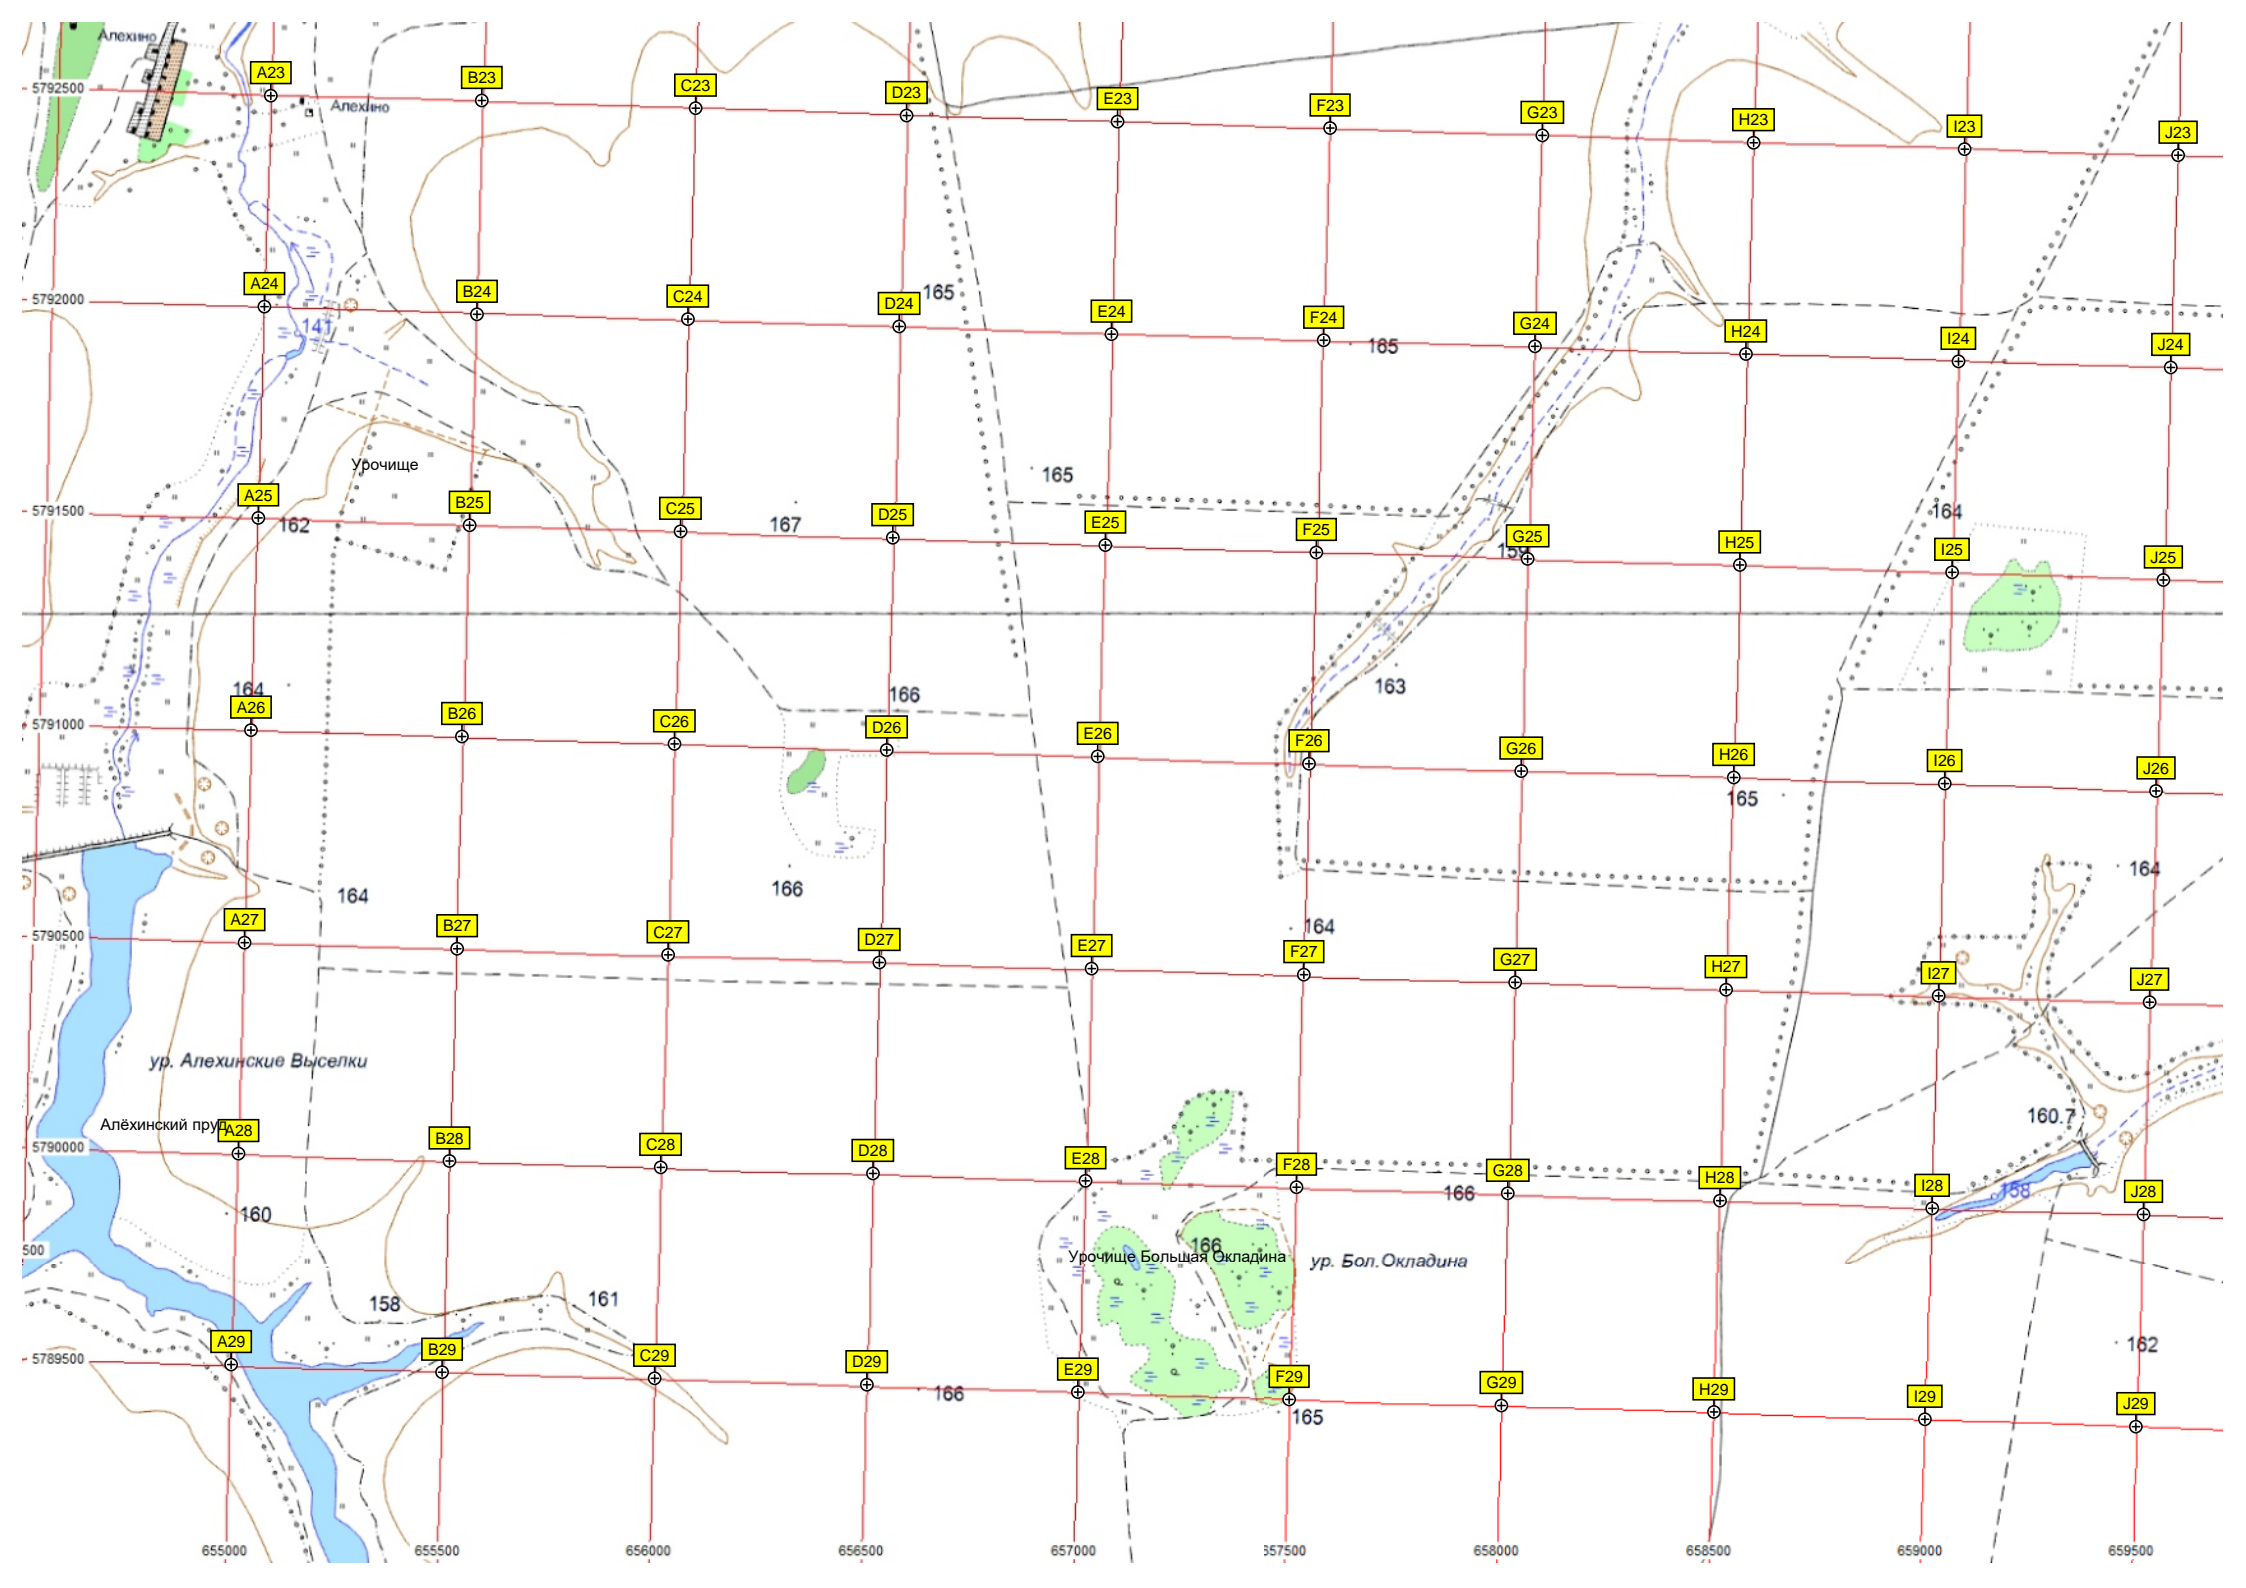 Алехино
A23
B23
C23
D23
E23
F23
G23
H23
I23
J23
5792500
Алехино
A24
B24
C24
D24
E24
F24
G24
H24
I24
J24
5792000
165
141
165
165
Урочище
A25
B25
C25
D25
E25
F25
G25
H25
I25
J25
5791500
162
167
159
164
164
166
163
A26
B26
C26
D26
E26
F26
G26
H26
I26
J26
5791000
165
164
166
164
A27
B27
C27
D27
E27
F27
G27
H27
I27
J27
5790500
164
ур. Алехинские Выселки
Алёхинский пруд
160.7
A28
B28
C28
D28
E28
F28
G28
H28
I28
J28
5790000
166
158
160
166
500
Урочище Большая Окладина
ур. Бол.Окладина
158
161
162
A29
B29
C29
D29
E29
F29
G29
H29
I29
J29
5789500
166
165
655000
655500
656000
656500
657000
657500
658000
658500
659000
659500